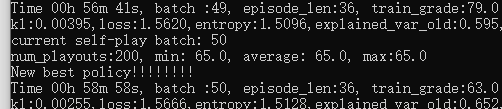 Time 00h 56m 41s, batch :49, episode_len:36, train_grade:79.0
kl:0.00395,loss:1.5620,entropy:1.5096,explained_var_old:0.595,
current self-play batch: 50
num_playouts:200, min: 65.0, average: 65.0, max:65.0
New best policy!!!!!!!!
Time 00h 58m 58s, batch :50, episode_len:36, train_grade:63.0
kl:0.00255,loss:1.5666,entropy:1.5128,explained_var_old:0.652